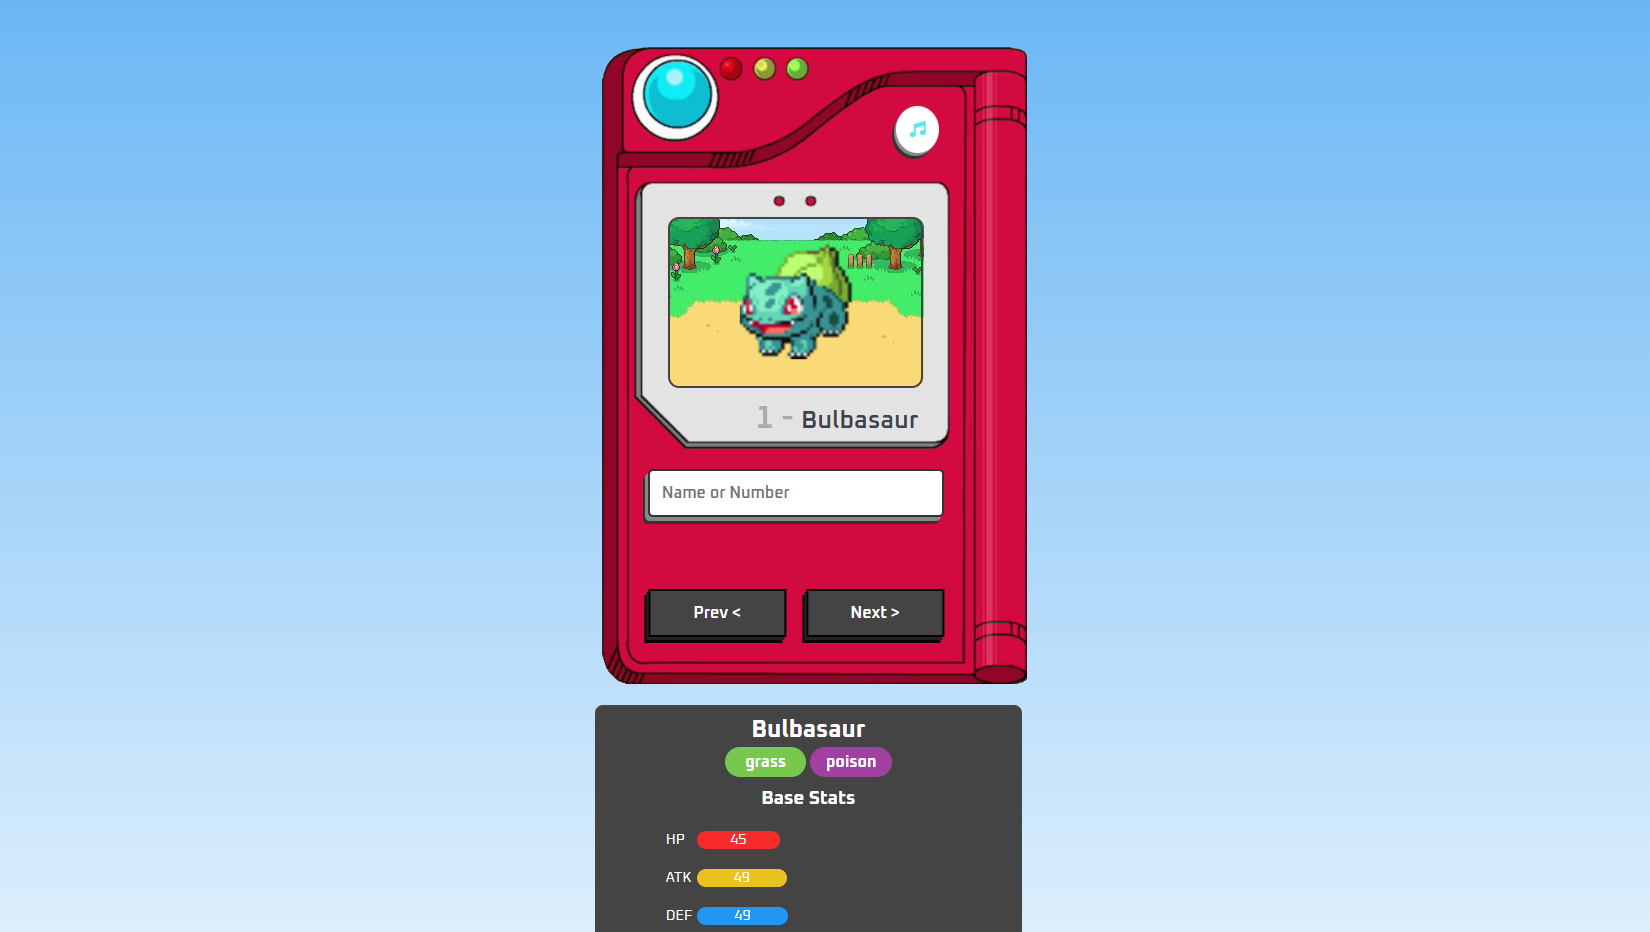 1 - Bulbasaur
Name or Number
Prev < Next >
Bulbasaur
grass poison
Base Stats
HP 45
ATK 49
DEF 49